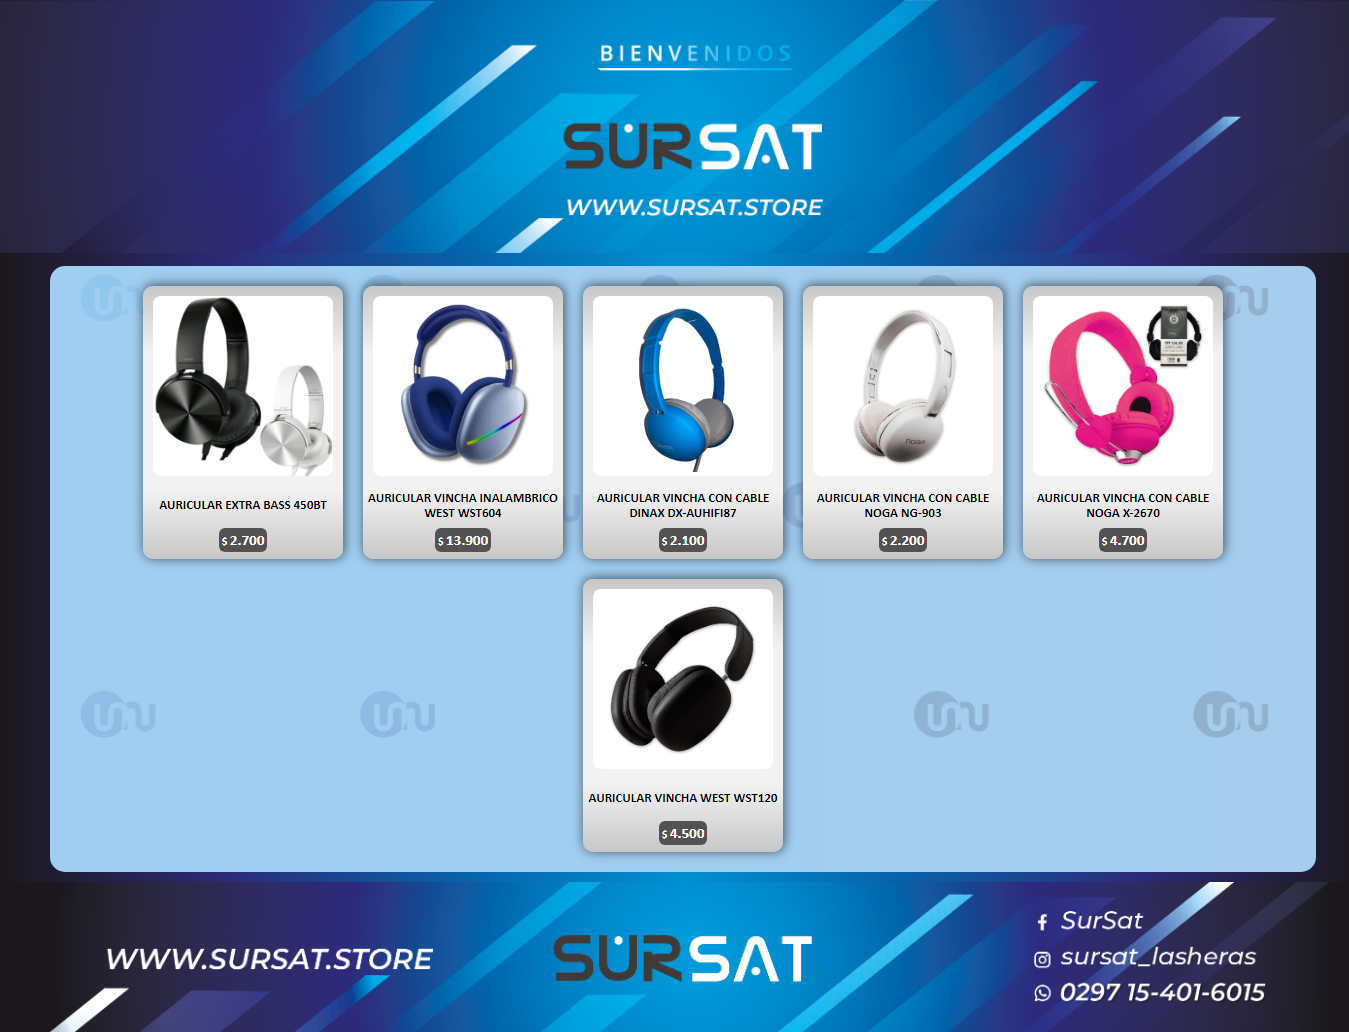 BIENVENIDOS
SURSAT
WWW.SURSAT.STORE
AURICULAR EXTRA BASS 450BT
$ 2.700
AURICULAR VINCHA INALAMBRICO
WEST WST604
$ 13.900
AURICULAR VINCHA CON CABLE
DINAX DX-AUHIFI87
$ 2.100
noga
AURICULAR VINCHA CON CABLE
NOGA NG-903
$ 2.200
AURICULAR VINCHA CON CABLE
NOGA X-2670
$ 4.700
AURICULAR VINCHA WEST WST120
$ 4.500
WWW.SURSAT.STORE
SURSAT
SurSat
sursat_lasheras
0297 15-401-6015